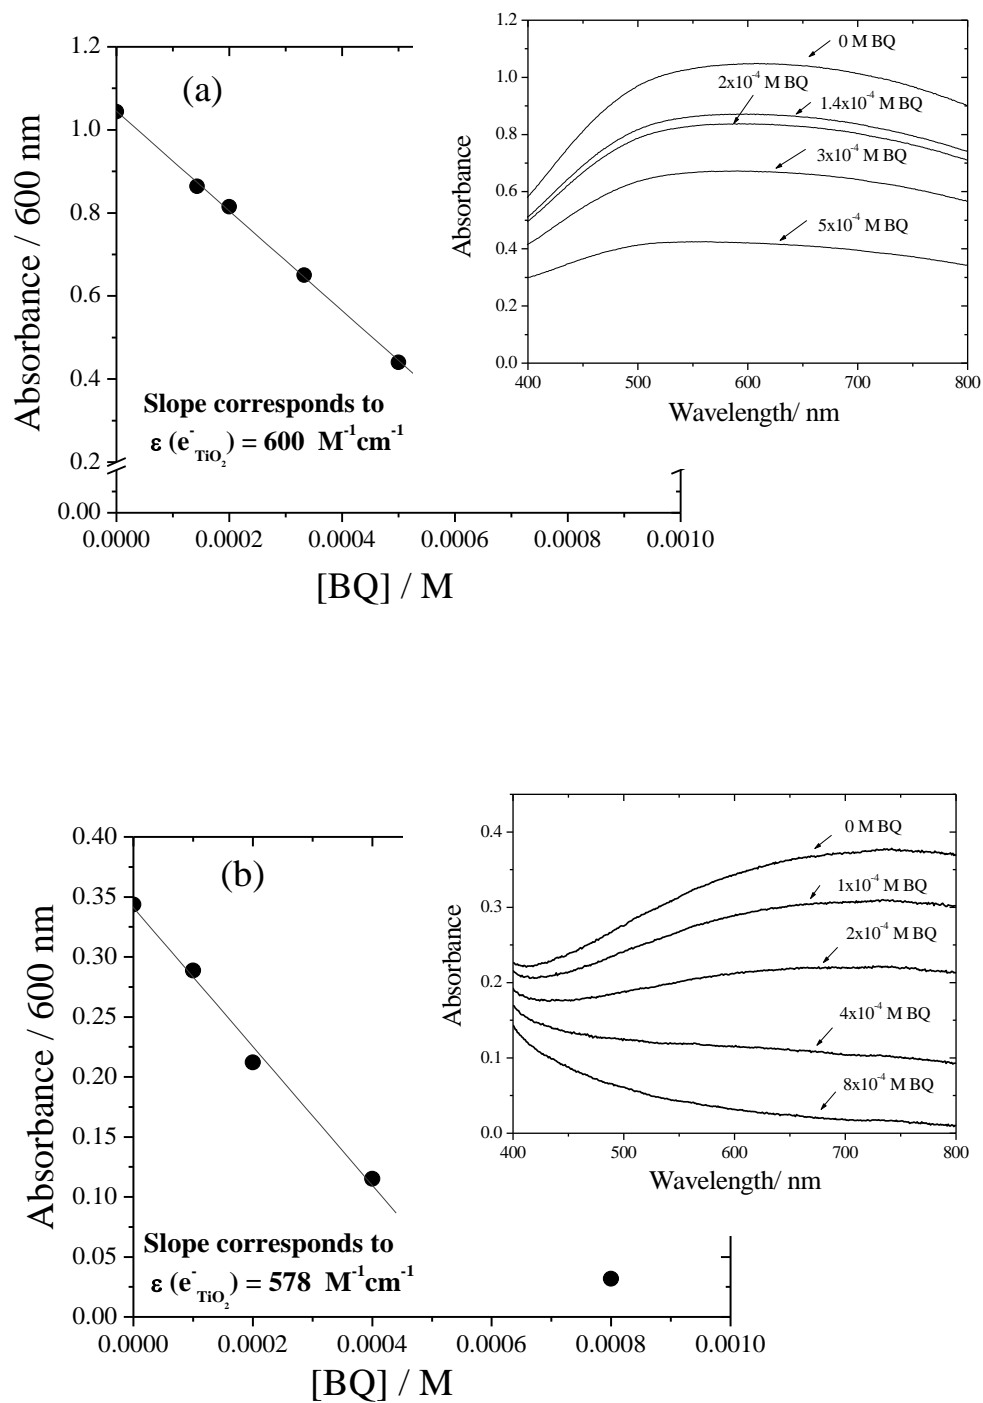 (a)
1.2
1.0
0.8
0.6
0.4
0.2
0.00
Absorbance / 600 nm
Slope corresponds to
ε (e⁻TiO₂) = 600 M⁻¹cm⁻¹
0.0000 0.0002 0.0004 0.0006 0.0008 0.0010
[BQ] / M
1.2
1.0
0.8
0.6
0.4
0.2
0.0
Absorbance
0 M BQ
2x10⁻⁴ M BQ
1.4x10⁻⁴ M BQ
3x10⁻⁴ M BQ
5x10⁻⁴ M BQ
400 500 600 700 800
Wavelength/ nm
(b)
0.40
0.35
0.30
0.25
0.20
0.15
0.10
0.05
0.00
Absorbance / 600 nm
Slope corresponds to
ε (e⁻TiO₂) = 578 M⁻¹cm⁻¹
0.0000 0.0002 0.0004 0.0006 0.0008 0.0010
[BQ] / M
0.4
0.3
0.2
0.1
0.0
Absorbance
0 M BQ
1x10⁻⁴ M BQ
2x10⁻⁴ M BQ
4x10⁻⁴ M BQ
8x10⁻⁴ M BQ
400 500 600 700 800
Wavelength/ nm